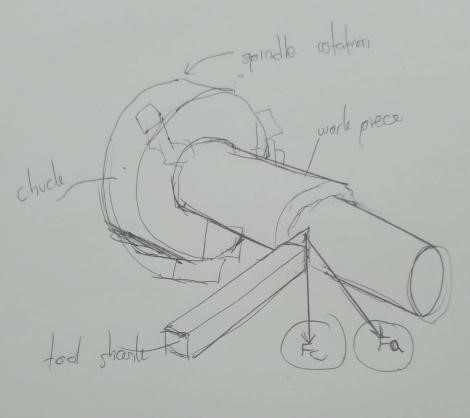 spindle rotation
work piece
chuck
tool shank
Fc
Fa